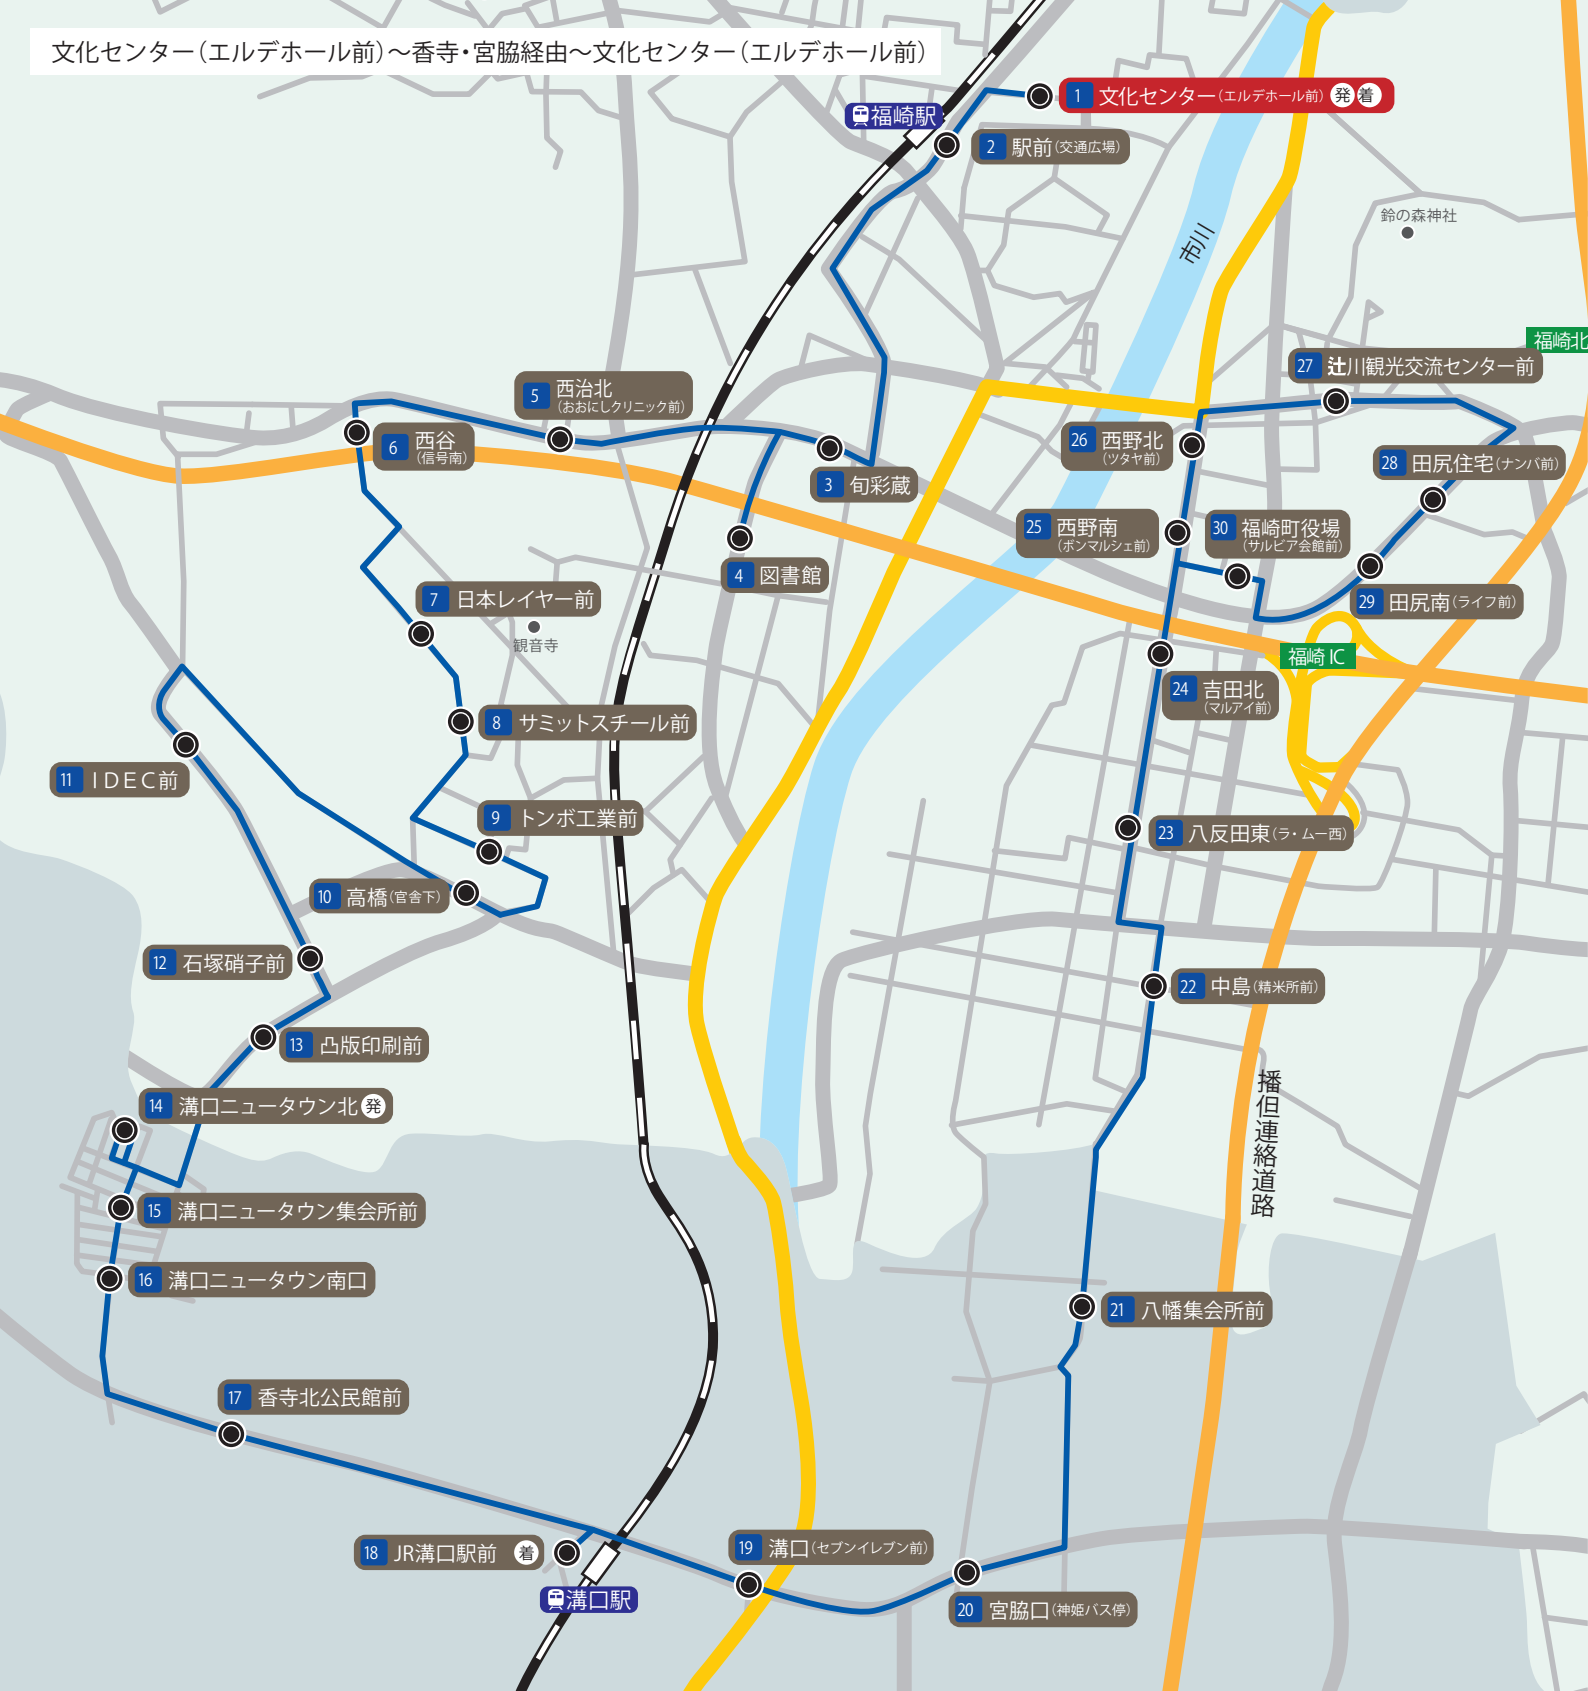 文化センター（エルデホール前）〜香寺・宮脇経由〜文化センター（エルデホール前）
1 文化センター（エルデホール前） 発 着
福崎駅
2 駅前（交通広場）
鈴の森神社
市川
福崎北
27 辻川観光交流センター前
5 西治北
（おおにしクリニック前）
6 西谷
（信号南）
26 西野北
（ツタヤ前）
28 田尻住宅（ナンバ前）
3 旬彩蔵
25 西野南
（ボンマルシェ前）
30 福崎町役場
（サルビア会館前）
4 図書館
7 日本レイヤー前
29 田尻南（ライフ前）
観音寺
福崎 IC
24 吉田北
（マルアイ前）
8 サミットスチール前
11 IDEC前
9 トンボ工業前
23 八反田東（ラ・ムー西）
10 高橋（官舎下）
12 石塚硝子前
22 中島（精米所前）
13 凸版印刷前
播但連絡道路
14 溝口ニュータウン北 発
15 溝口ニュータウン集会所前
16 溝口ニュータウン南口
21 八幡集会所前
17 香寺北公民館前
18 JR溝口駅前 着
19 溝口（セブンイレブン前）
溝口駅
20 宮脇口（神姫バス停）